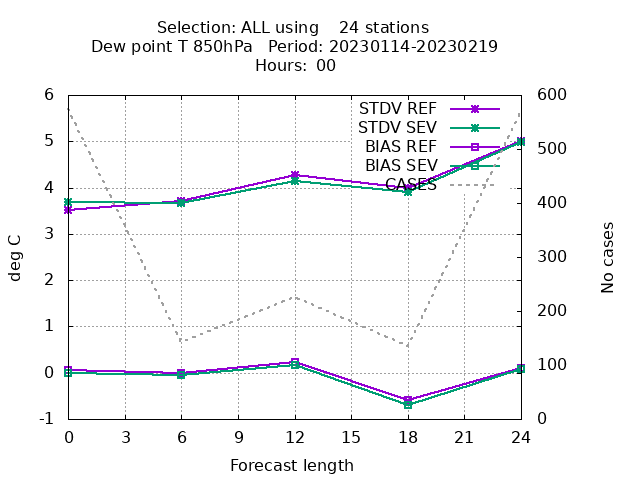 Selection: ALL using    24 stations
Dew point T 850hPa   Period: 20230114-20230219
Hours:  00
STDV REF
STDV SEV
BIAS REF
BIAS SEV
CASES
6
5
4
3
2
1
0
-1
deg C
600
500
400
300
200
100
0
No cases
0 3 6 9 12 15 18 21 24
Forecast length